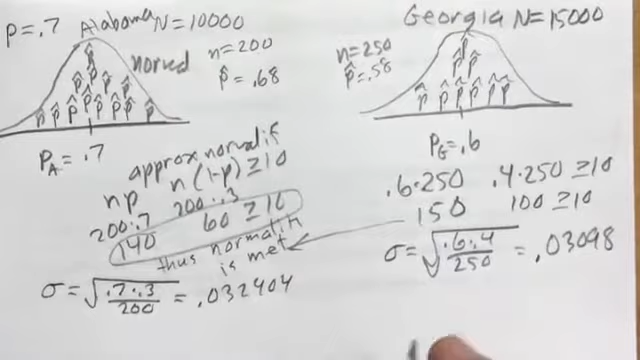 p=.7 Alabama N=10000
n=200
p̂=.68
normal
p̂
p̂ p̂
p̂ p̂ p̂ p̂ p̂ p̂ p̂
P_A=.7
approx normal if
np n(1-p)≥10
200·.7 200·.3
140 60≥10
thus normality
is met
σ=√(.7·.3/200)=.032404
Georgia N=15000
n=250
p̂=.58
p̂
p̂ p̂
p̂ p̂ p̂ p̂ p̂ p̂
P_G=.6
.6·250 .4·250≥10
150 100≥10
σ=√(.6·.4/250)=.03098